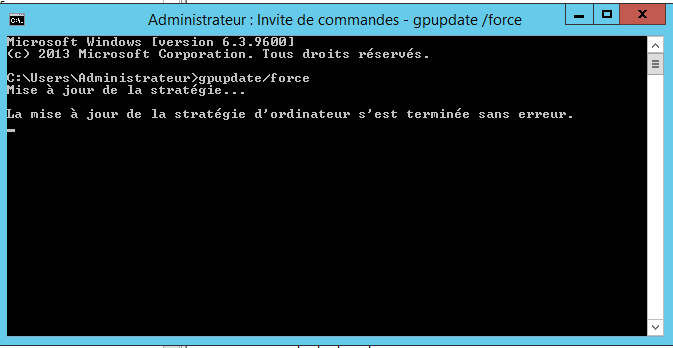 Administrateur : Invite de commandes - gpupdate /force
Microsoft Windows [version 6.3.9600]
(c) 2013 Microsoft Corporation. Tous droits réservés.
C:\Users\Administrateur>gpupdate/force
Mise à jour de la stratégie...
La mise à jour de la stratégie d'ordinateur s'est terminée sans erreur.